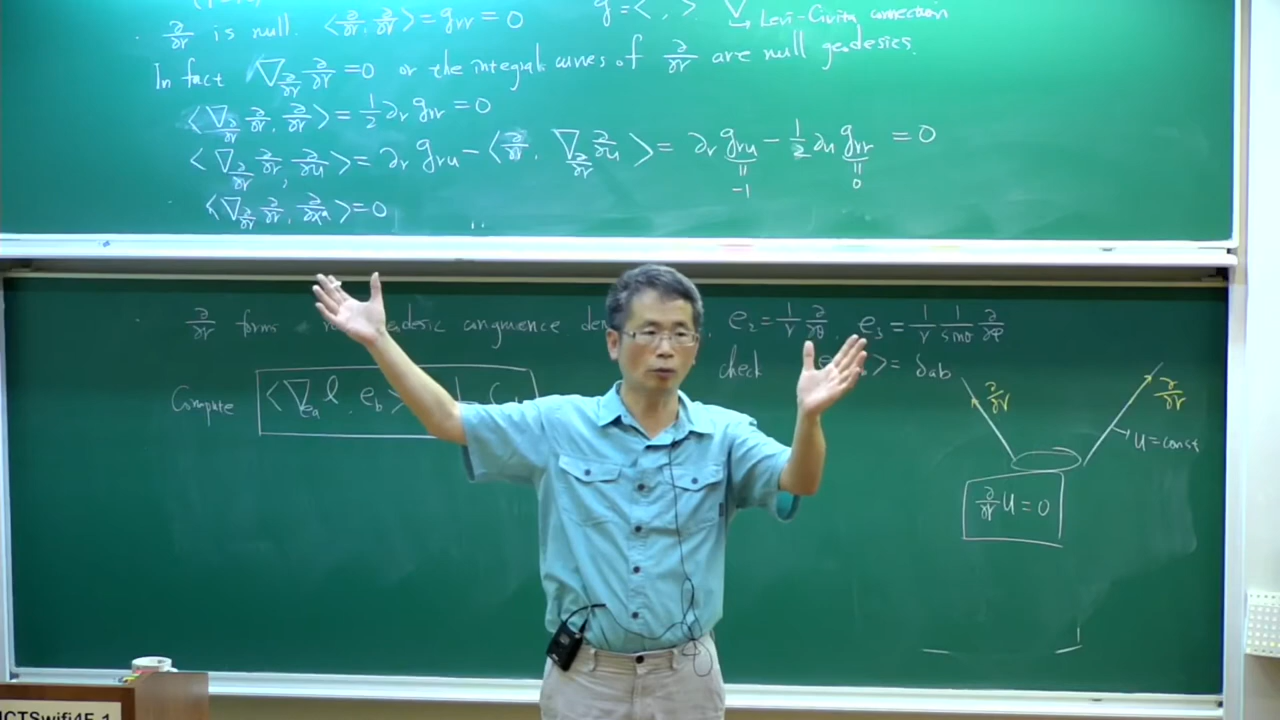 g = < , > ∇
· ∂/∂r is null. <∂/∂r, ∂/∂r> = g_rr = 0 ↳ Levi-Civita connection
In fact ∇_{∂/∂r} ∂/∂r = 0 or the integral curves of ∂/∂r are null geodesics.
<∇_{∂/∂r} ∂/∂r, ∂/∂r> = 1/2 ∂_r g_rr = 0
<∇_{∂/∂r} ∂/∂r, ∂/∂u> = ∂_r g_ru - <∂/∂r, ∇_{∂/∂r} ∂/∂u> = ∂_r g_ru - 1/2 ∂_u g_rr = 0
= -1
= 0
<∇_{∂/∂r} ∂/∂r, ∂/∂x^a> = 0
· ∂/∂r forms e_2 = 1/r ∂/∂θ, e_3 = 1/r 1/sinθ ∂/∂φ
congruence
check > = δ_ab
Compute <∇_{e_a} l, e_b>
∂/∂r
∂/∂r
u = const
∂/∂r u = 0